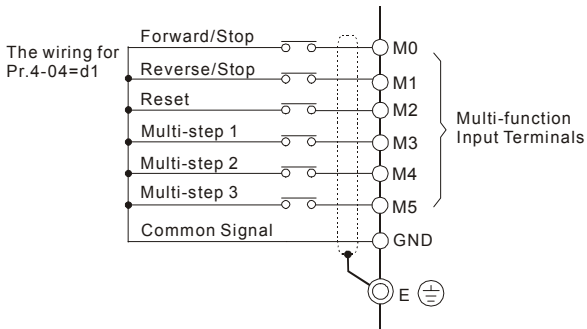 The wiring for
Pr.4-04=d1
Forward/Stop
M0
Reverse/Stop
M1
Reset
M2
Multi-step 1
M3
Multi-step 2
M4
Multi-step 3
M5
Common Signal
GND
Multi-function
Input Terminals
E